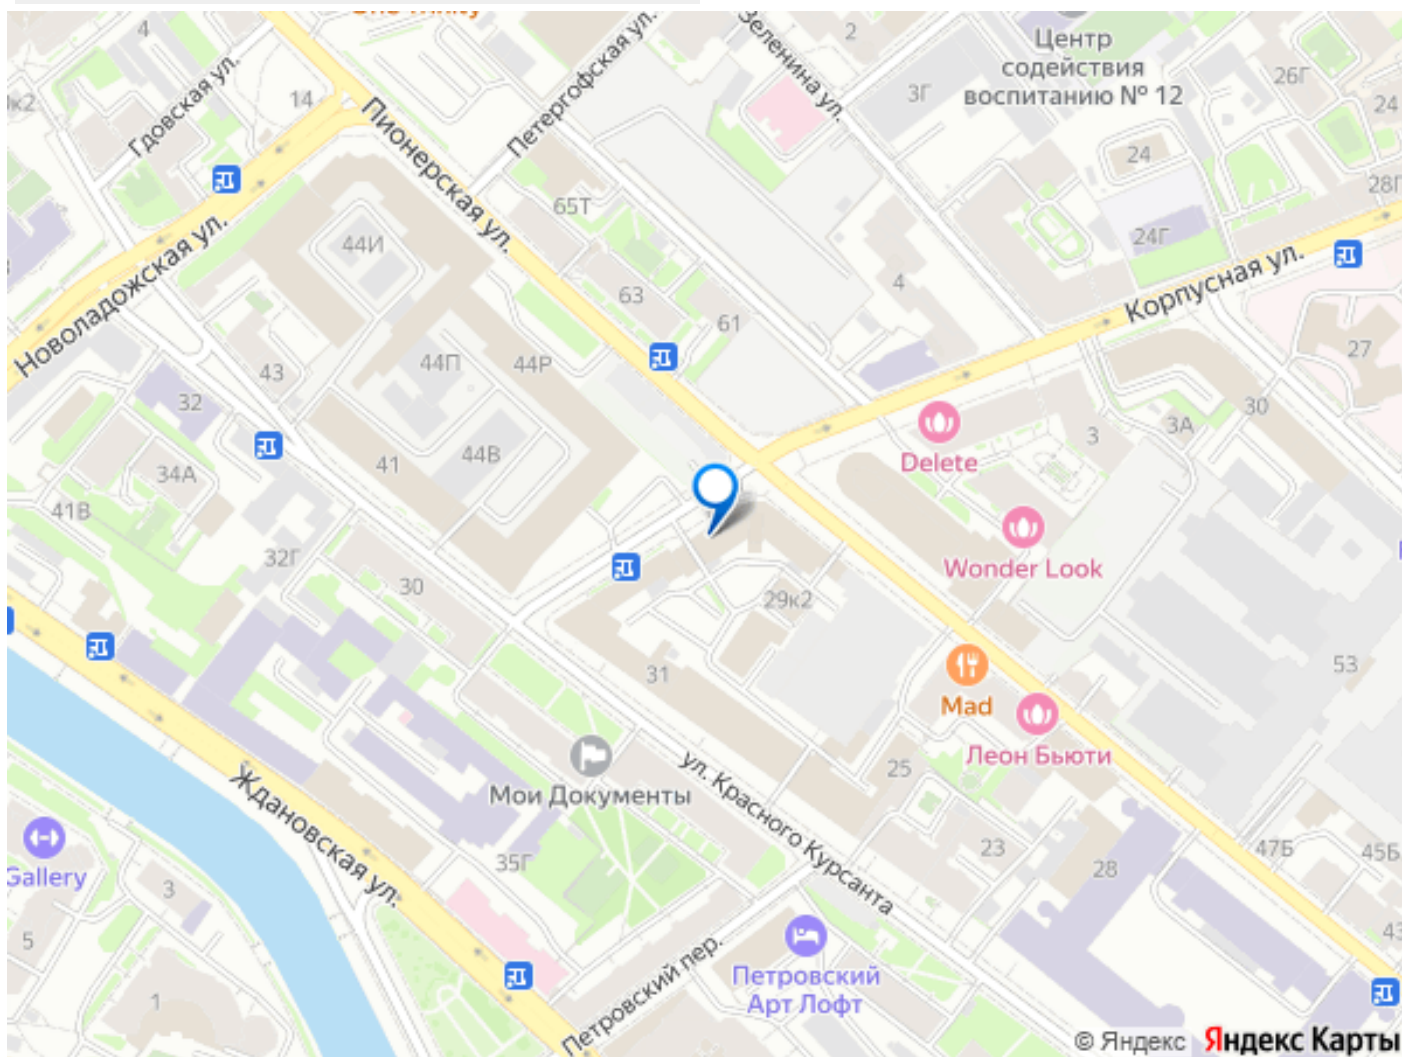 4
Гдовская ул.
14
Пионерская ул.
Петергофская ул.
Зеленина ул.
2
3Г
Центр
содействия
воспитанию № 12
26Г
24
24
28Г
24Г
65Т
44И
Новоладожская ул.
63
61
4
Корпусная ул.
27
43
44П
44Р
32
41
44В
34А
41В
Delete
3
3А
30
32Г
30
Wonder Look
29к2
31
53
Mad
Леон Бьюти
25
Мои Документы
ул. Красного Курсанта
Ждановская ул.
23
28
47Б
45Б
Gallery
3
35Г
5
1
Петровский пер.
Петровский
Арт Лофт
43
© Яндекс Яндекс Карты